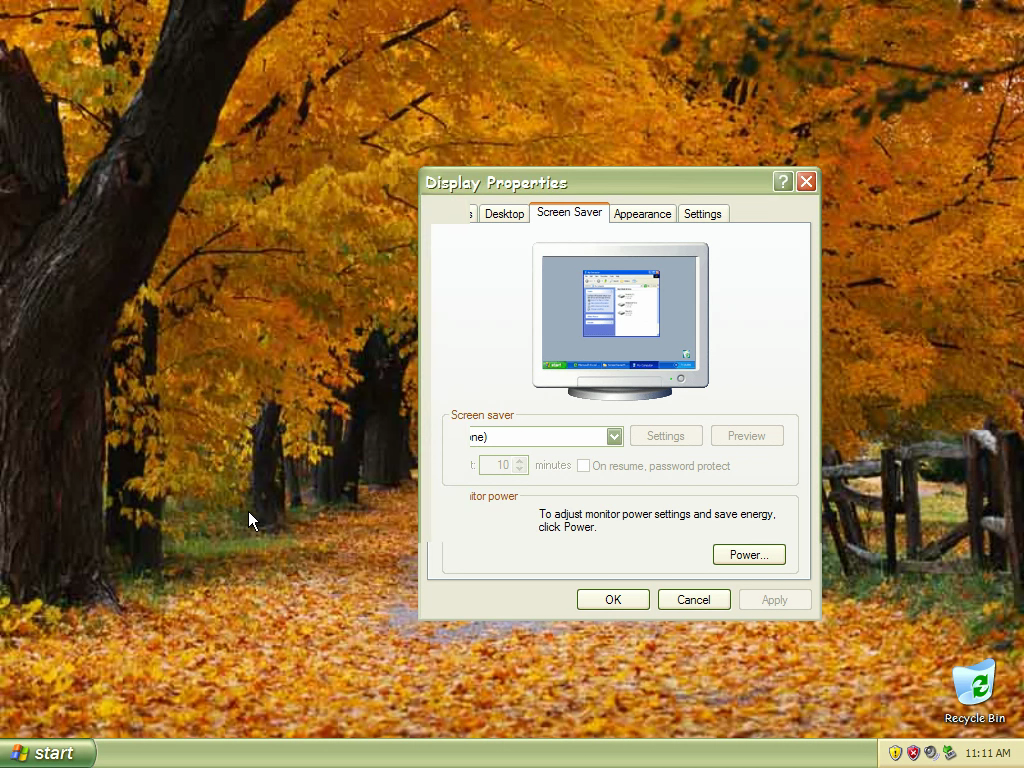 Display Properties
s Desktop Screen Saver Appearance Settings
start
Screen saver
one) Settings Preview
t: 10 minutes On resume, password protect
itor power
To adjust monitor power settings and save energy,
click Power.
Power...
OK Cancel Apply
Recycle Bin
start 11:11 AM